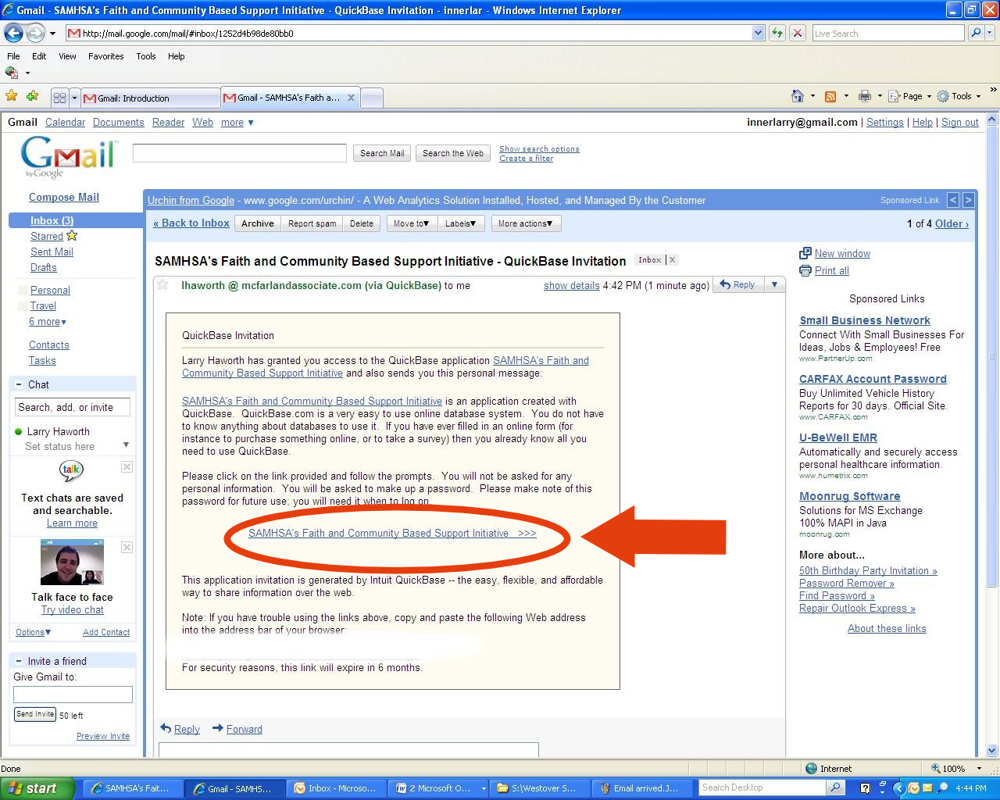 Gmail - SAMHSA's Faith and Community Based Support Initiative - QuickBase Invitation - innerlar - Windows Internet Explorer
http://mail.google.com/mail/#inbox/1252d4b98de80bb0
Live Search
File Edit View Favorites Tools Help
Gmail: Introduction
Gmail - SAMHSA's Faith a...
Page Tools
Gmail Calendar Documents Reader Web more ▼
innerlarry@gmail.com | Settings | Help | Sign out
Gmail
by Google
Search Mail
Search the Web
Show search options
Create a filter
Compose Mail
Inbox (3)
Starred
Sent Mail
Drafts
Personal
Travel
6 more▼
Contacts
Tasks
Chat
Search, add, or invite
Larry Haworth
Set status here
talk
Text chats are saved
and searchable.
Learn more
Talk face to face
Try video chat
Options▼ Add Contact
Invite a friend
Give Gmail to:
Send Invite 50 left
Preview Invite
Urchin from Google - www.google.com/urchin/ - A Web Analytics Solution Installed, Hosted, and Managed By the Customer
Sponsored Link < >
« Back to Inbox Archive Report spam Delete Move to▼ Labels▼ More actions▼
1 of 4 Older ›
SAMHSA's Faith and Community Based Support Initiative - QuickBase Invitation Inbox | X
lhaworth @ mcfarlandassociate.com (via QuickBase) to me
show details 4:42 PM (1 minute ago) Reply ▼
QuickBase Invitation
Larry Haworth has granted you access to the QuickBase application SAMHSA's Faith and
Community Based Support Initiative and also sends you this personal message:
SAMHSA's Faith and Community Based Support Initiative is an application created with
QuickBase. QuickBase.com is a very easy to use online database system. You do not have
to know anything about databases to use it. If you have ever filled in an online form (for
instance to purchase something online, or to take a survey) then you already know all you
need to use QuickBase.
Please click on the link provided and follow the prompts. You will not be asked for any
personal information. You will be asked to make up a password. Please make note of this
password for future use; you will need it when to log on.
SAMHSA's Faith and Community Based Support Initiative >>>
This application invitation is generated by Intuit QuickBase -- the easy, flexible, and affordable
way to share information over the web.
Note: If you have trouble using the links above, copy and paste the following Web address
into the address bar of your browser:
For security reasons, this link will expire in 6 months.
Reply Forward
New window
Print all
Sponsored Links
Small Business Network
Connect With Small Businesses For
Ideas, Jobs & Employees! Free
www.PartnerUp.com
CARFAX Account Password
Buy Unlimited Vehicle History
Reports for 30 days. Official Site.
www.CARFAX.com
U-BeWell EMR
Automatically and securely access
personal healthcare information.
www.humetrix.com
Moonrug Software
Solutions for MS Exchange
100% MAPI in Java
moonrug.com
More about...
50th Birthday Party Invitation »
Password Remover »
Find Password »
Repair Outlook Express »
About these links
Done
Internet
100%
start
SAMHSA's Fait...
Gmail - SAMHS...
Inbox - Microso...
2 Microsoft O...
S:\Westover S...
Email arrived.J...
Search Desktop
4:44 PM